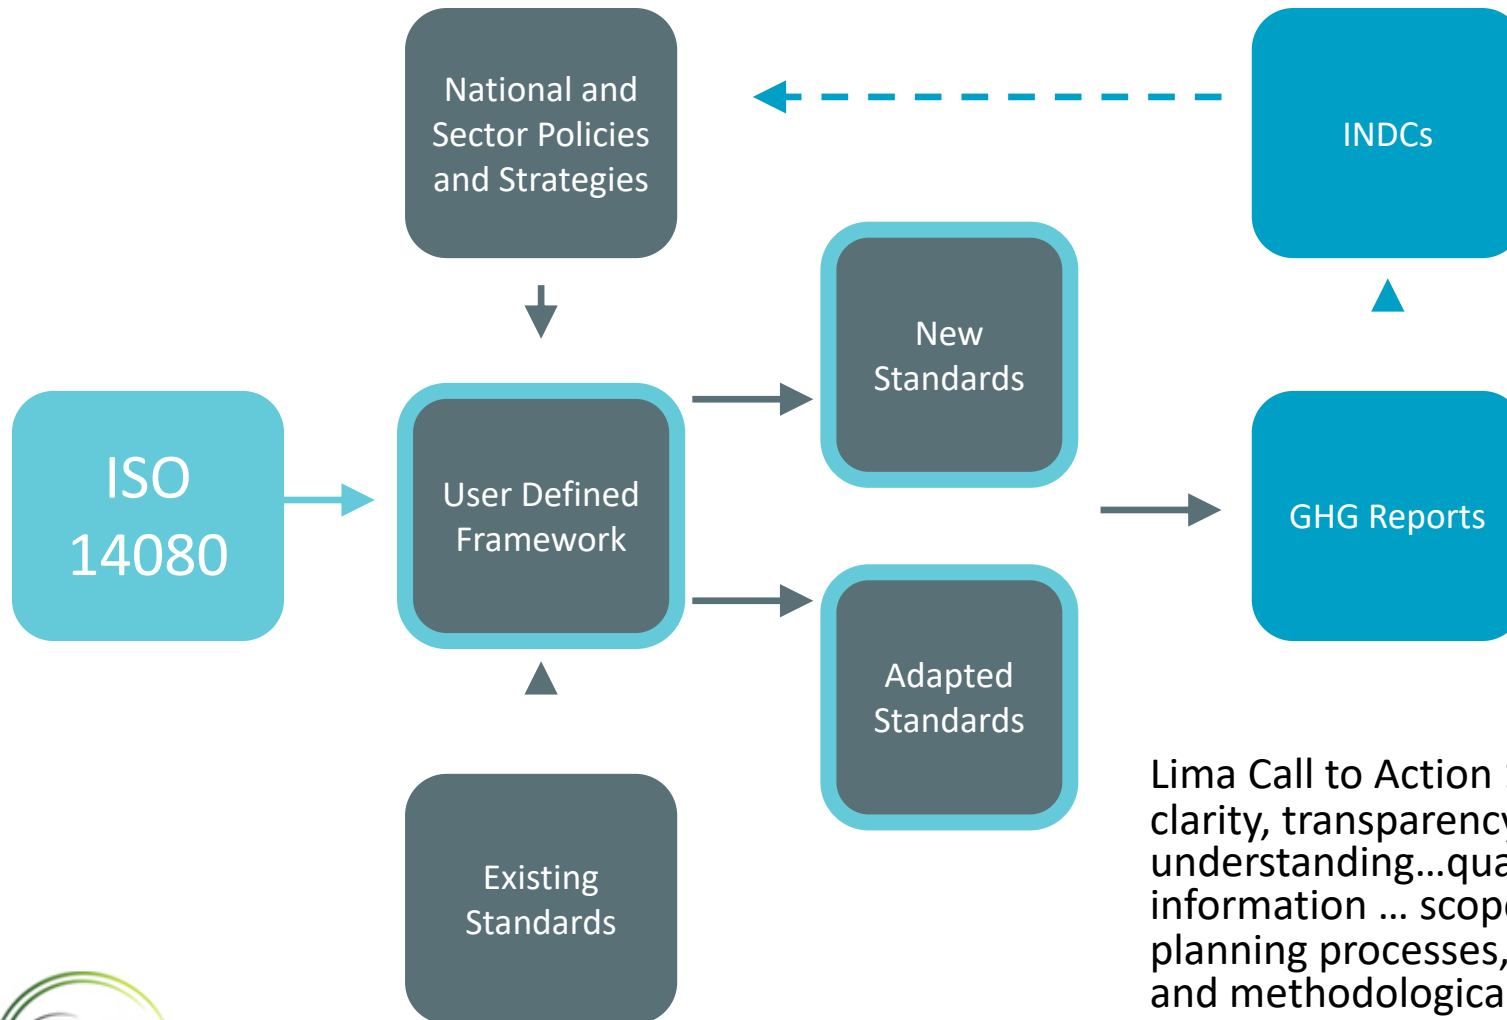 National and
Sector Policies
and Strategies
INDCs
New
Standards
ISO
14080
User Defined
Framework
GHG Reports
Adapted
Standards
Existing
Standards
Lima Call to Action
clarity, transparency
understanding...qua
information ... scope
planning processes,
and methodologica